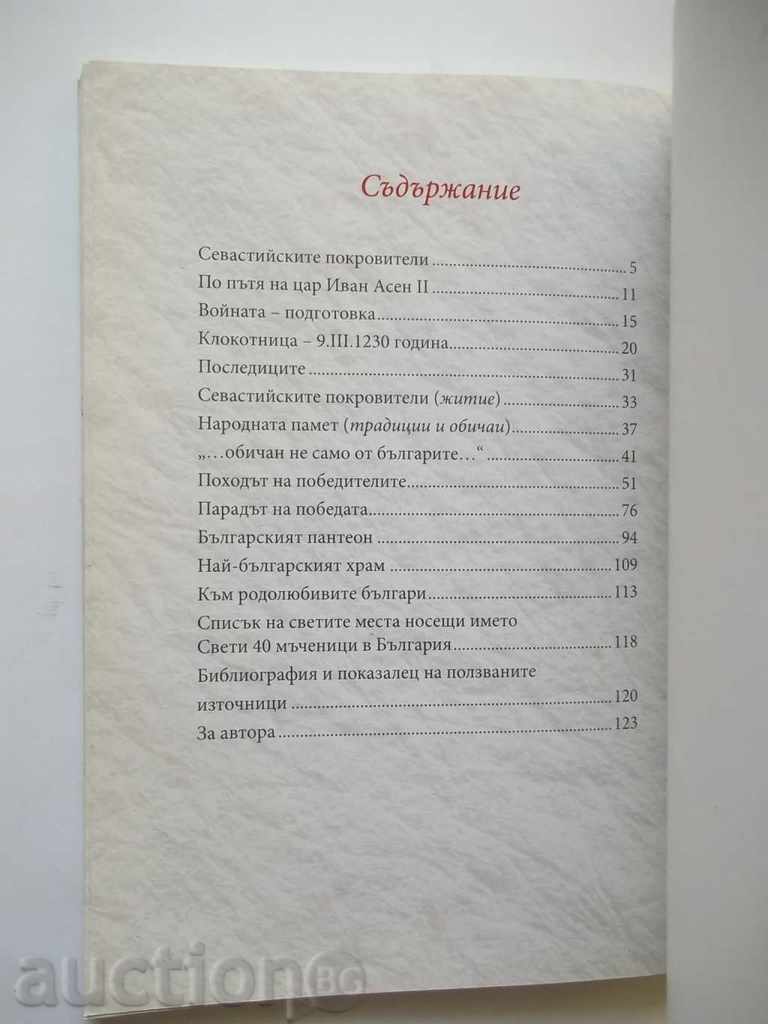 Съдържание
Севастийските покровители ........................................ 5
По пътя на цар Иван Асен II ........................................ 11
Войната – подготовка ........................................ 15
Клокотница – 9.III.1230 година ........................................ 20
Последиците ........................................ 31
Севастийските покровители (житие) ........................................ 33
Народната памет (традиции и обичаи) ........................................ 37
„…обичан не само от българите…“ ........................................ 41
Походът на победителите ........................................ 51
Парадът на победата ........................................ 76
Българският пантеон ........................................ 94
Най-българският храм ........................................ 109
Към родолюбивите българи ........................................ 113
Списък на светите места носещи името
Свети 40 мъченици в България ........................................ 118
Библиография и показалец на ползваните
източници ........................................ 120
За автора ........................................ 123
auction BG